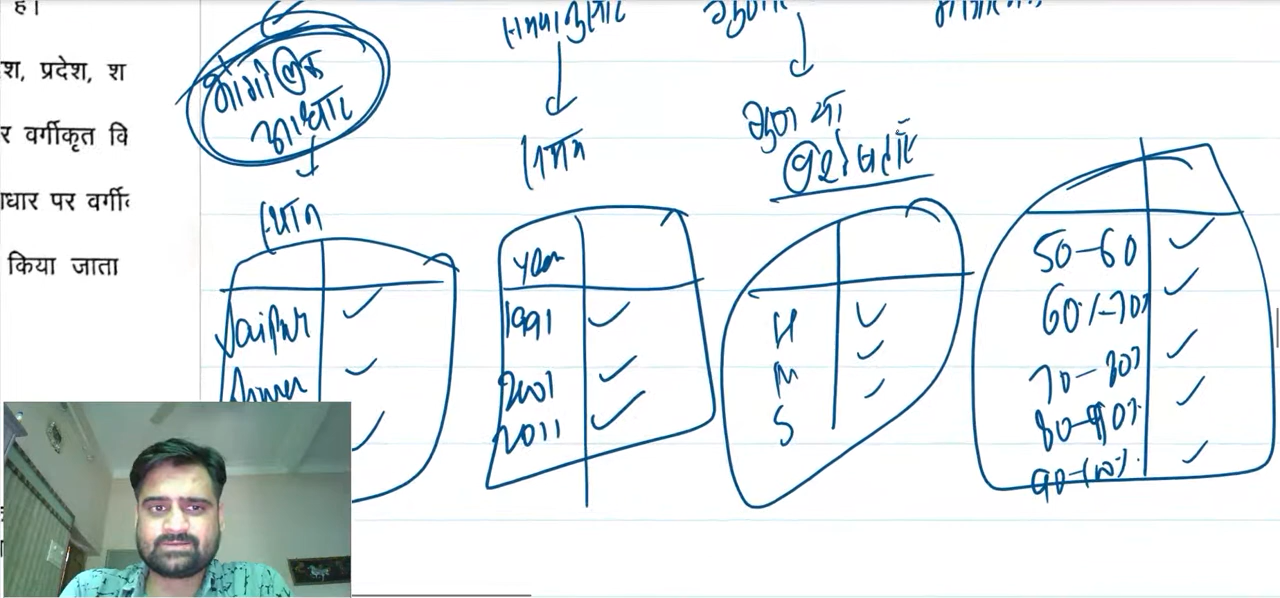 है।
श, प्रदेश, श
र वर्गीकृत वि
ाधार पर वर्गी
किया जाता
समयानुसार
भौगोलिक
आधार
स्थान
समय
गुण या
विशेषताएँ
Jaipur
Ajmer
year
1991
2001
2011
H
M
S
50-60
60%-70%
70-80%
80-90%
90-100%